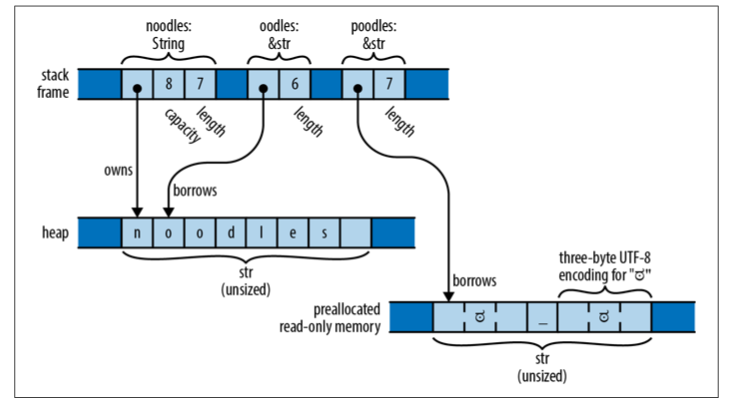 noodles:
String
oodles:
&str
poodles:
&str
stack
frame
8 7
6
7
capacity
length
length
length
owns
borrows
heap
n o o d l e s
str
(unsized)
three-byte UTF-8
encoding for "ಠ"
borrows
preallocated
read-only memory
ಠ _ ಠ
str
(unsized)